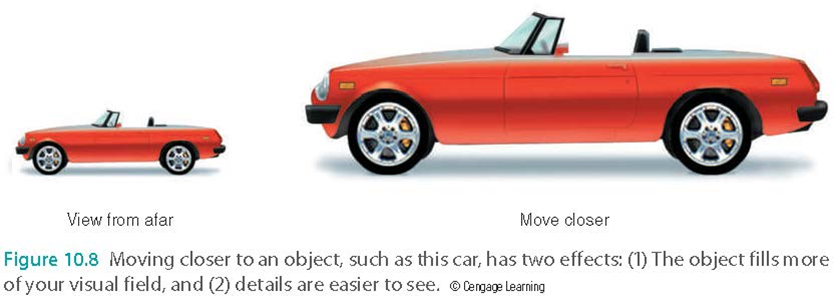 View from afar
Move closer
Figure 10.8 Moving closer to an object, such as this car, has two effects: (1) The object fills more
of your visual field, and (2) details are easier to see. © Cengage Learning